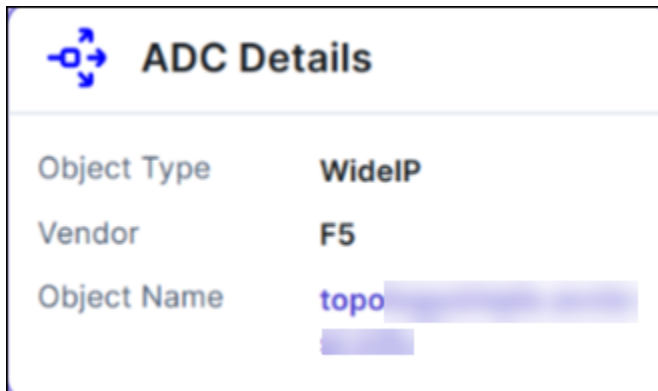 ADC Details
Object Type WideIP
Vendor F5
Object Name topo